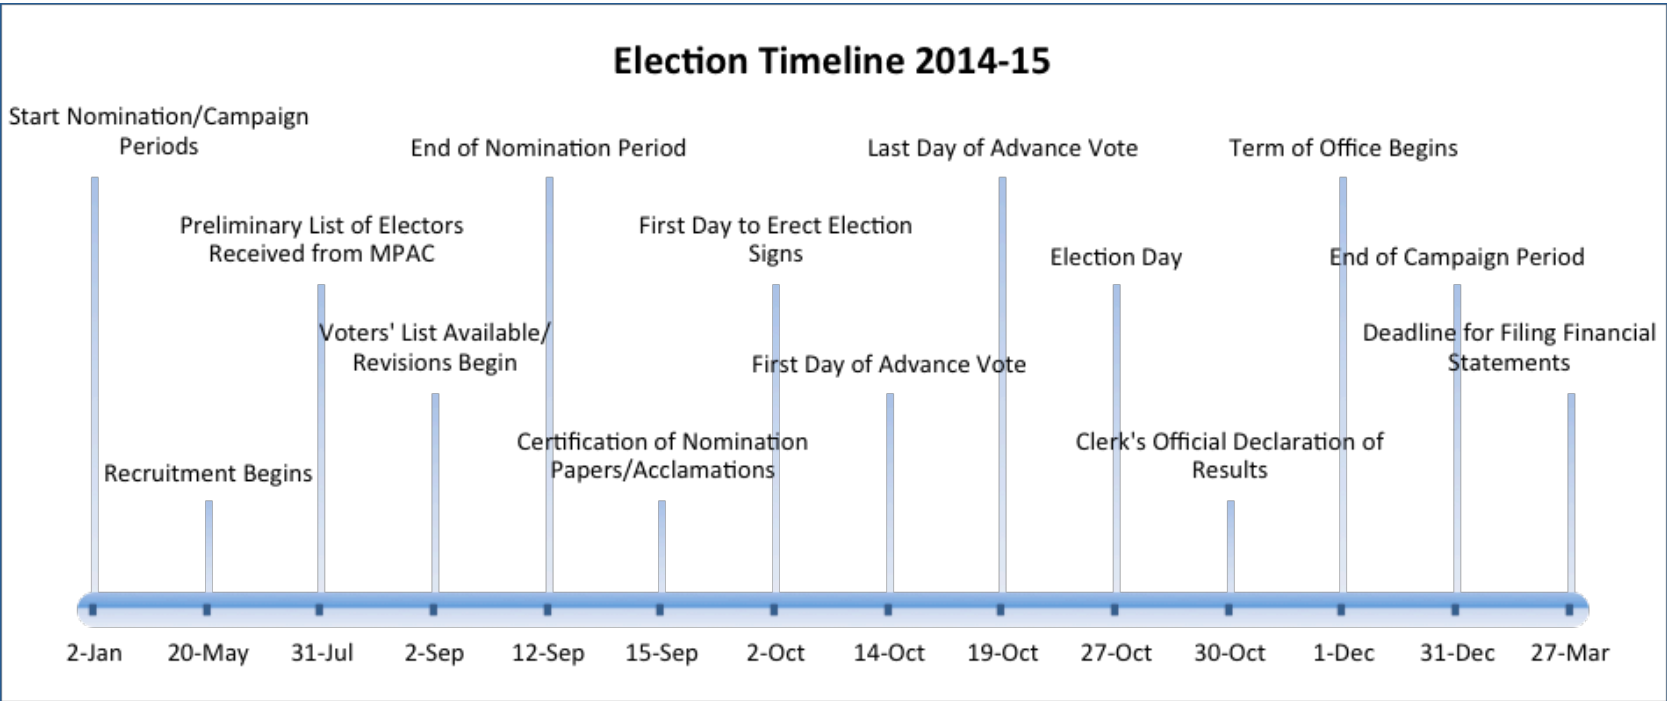 Election Timeline 2014-15
Start Nomination/Campaign
Periods
End of Nomination Period
Last Day of Advance Vote
Term of Office Begins
Preliminary List of Electors
Received from MPAC
First Day to Erect Election
Signs
Election Day
End of Campaign Period
Voters' List Available/
Revisions Begin
First Day of Advance Vote
Deadline for Filing Financial
Statements
Recruitment Begins
Certification of Nomination
Papers/Acclamations
Clerk's Official Declaration of
Results
2-Jan 20-May 31-Jul 2-Sep 12-Sep 15-Sep 2-Oct 14-Oct 19-Oct 27-Oct 30-Oct 1-Dec 31-Dec 27-Mar